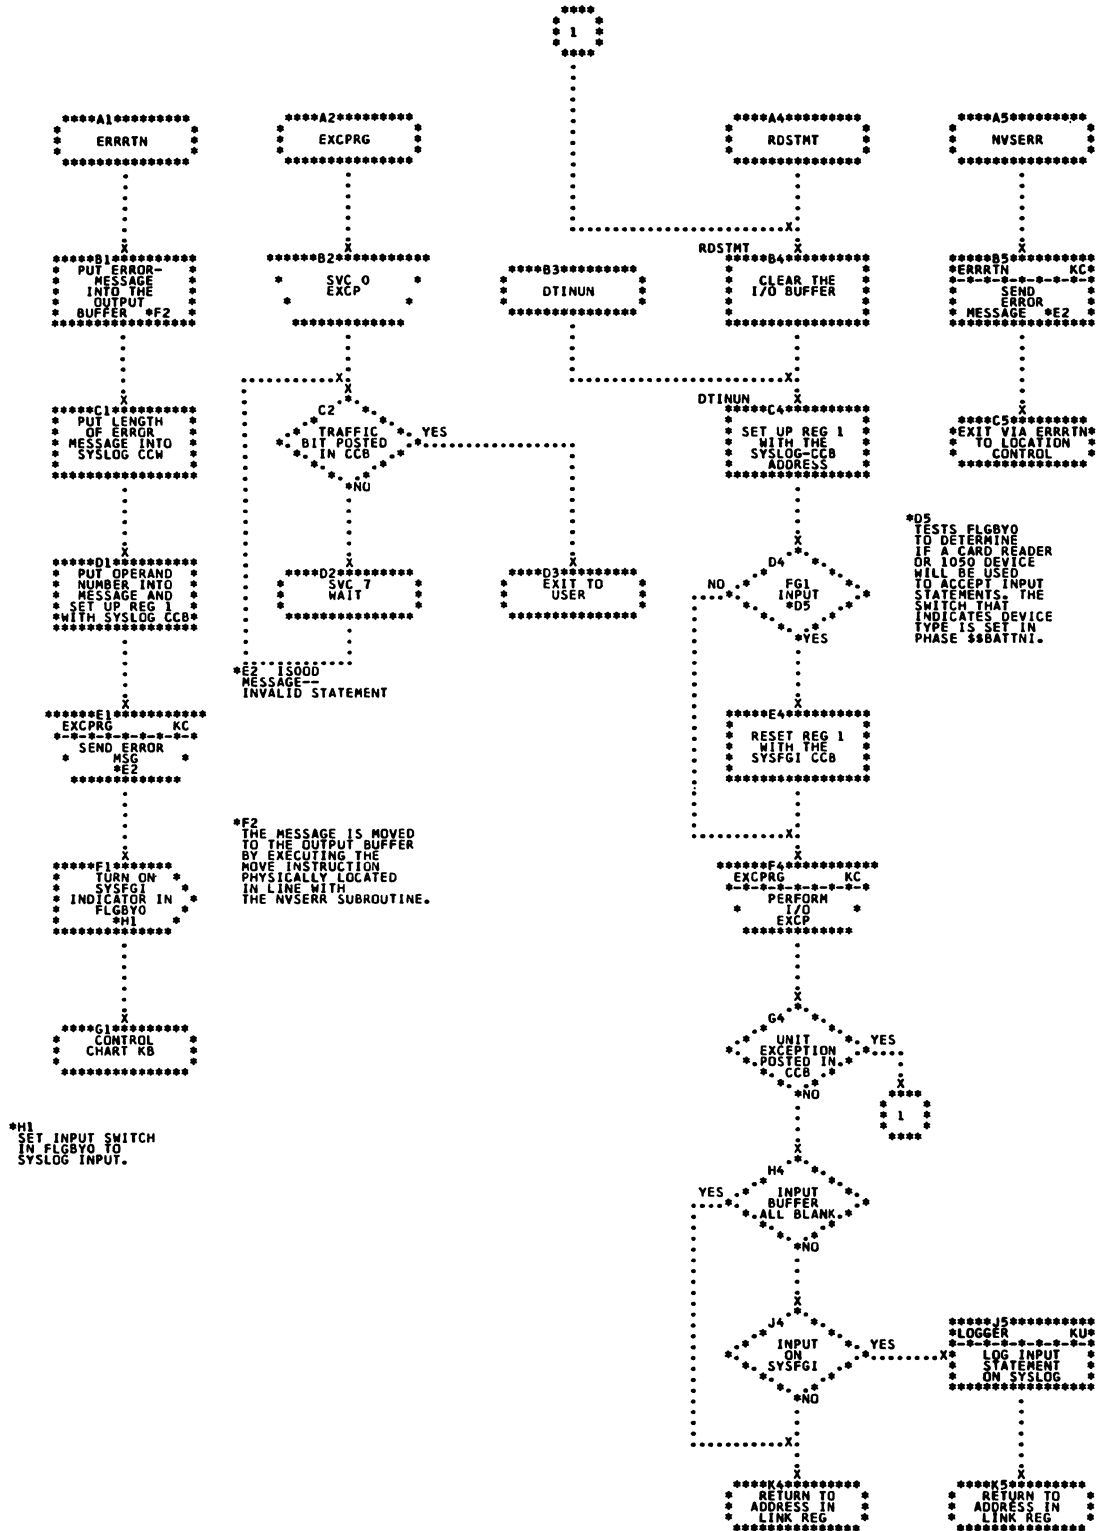 1
A1
ERRRTN
A2
EXCPRG
A4
RDSTMT
A5
NVSERR
B1
PUT ERROR-
MESSAGE
INTO THE
OUTPUT
BUFFER *F2
B2
SVC 0
EXCP
B3
DTINUN
RDSTMT
B4
CLEAR THE
I/O BUFFER
B5
ERRRTN KC
SEND
ERROR
MESSAGE *E2
C1
PUT LENGTH
OF ERROR
MESSAGE INTO
SYSLOG CCW
C2
TRAFFIC
BIT POSTED
IN CCB
YES
*NO
DTINUN
C4
SET UP REG 1
WITH THE
SYSLOG-CCB
ADDRESS
C5
EXIT VIA ERRRTN
TO LOCATION
CONTROL
D1
PUT OPERAND
NUMBER INTO
MESSAGE AND
SET UP REG 1
WITH SYSLOG CCB
D2
SVC 7
WAIT
D3
EXIT TO
USER
D4
NO
FG1
INPUT
*D5
*YES
*D5
TESTS FLGBY0
TO DETERMINE
IF A CARD READER
OR 1050 DEVICE
WILL BE USED
TO ACCEPT INPUT
STATEMENTS. THE
SWITCH THAT
INDICATES DEVICE
TYPE IS SET IN
PHASE $$BATTNI.
*E2 IS00D
MESSAGE--
INVALID STATEMENT
E1
EXCPRG KC
SEND ERROR
MSG
*E2
E4
RESET REG 1
WITH THE
SYSFGI CCB
*F2
THE MESSAGE IS MOVED
TO THE OUTPUT BUFFER
BY EXECUTING THE
MOVE INSTRUCTION
PHYSICALLY LOCATED
IN LINE WITH
THE NVSERR SUBROUTINE.
F1
TURN ON
SYSFGI
INDICATOR IN
FLGBY0
*H1
F4
EXCPRG KC
PERFORM
I/O
EXCP
G1
CONTROL
CHART KB
G4
UNIT
EXCEPTION
POSTED IN
CCB
YES
*NO
1
*H1
SET INPUT SWITCH
IN FLGBY0 TO
SYSLOG INPUT.
H4
YES
INPUT
BUFFER
ALL BLANK
*NO
J4
INPUT
ON
SYSFGI
YES
*NO
J5
LOGGER KU
LOG INPUT
STATEMENT
ON SYSLOG
K4
RETURN TO
ADDRESS IN
LINK REG
K5
RETURN TO
ADDRESS IN
LINK REG